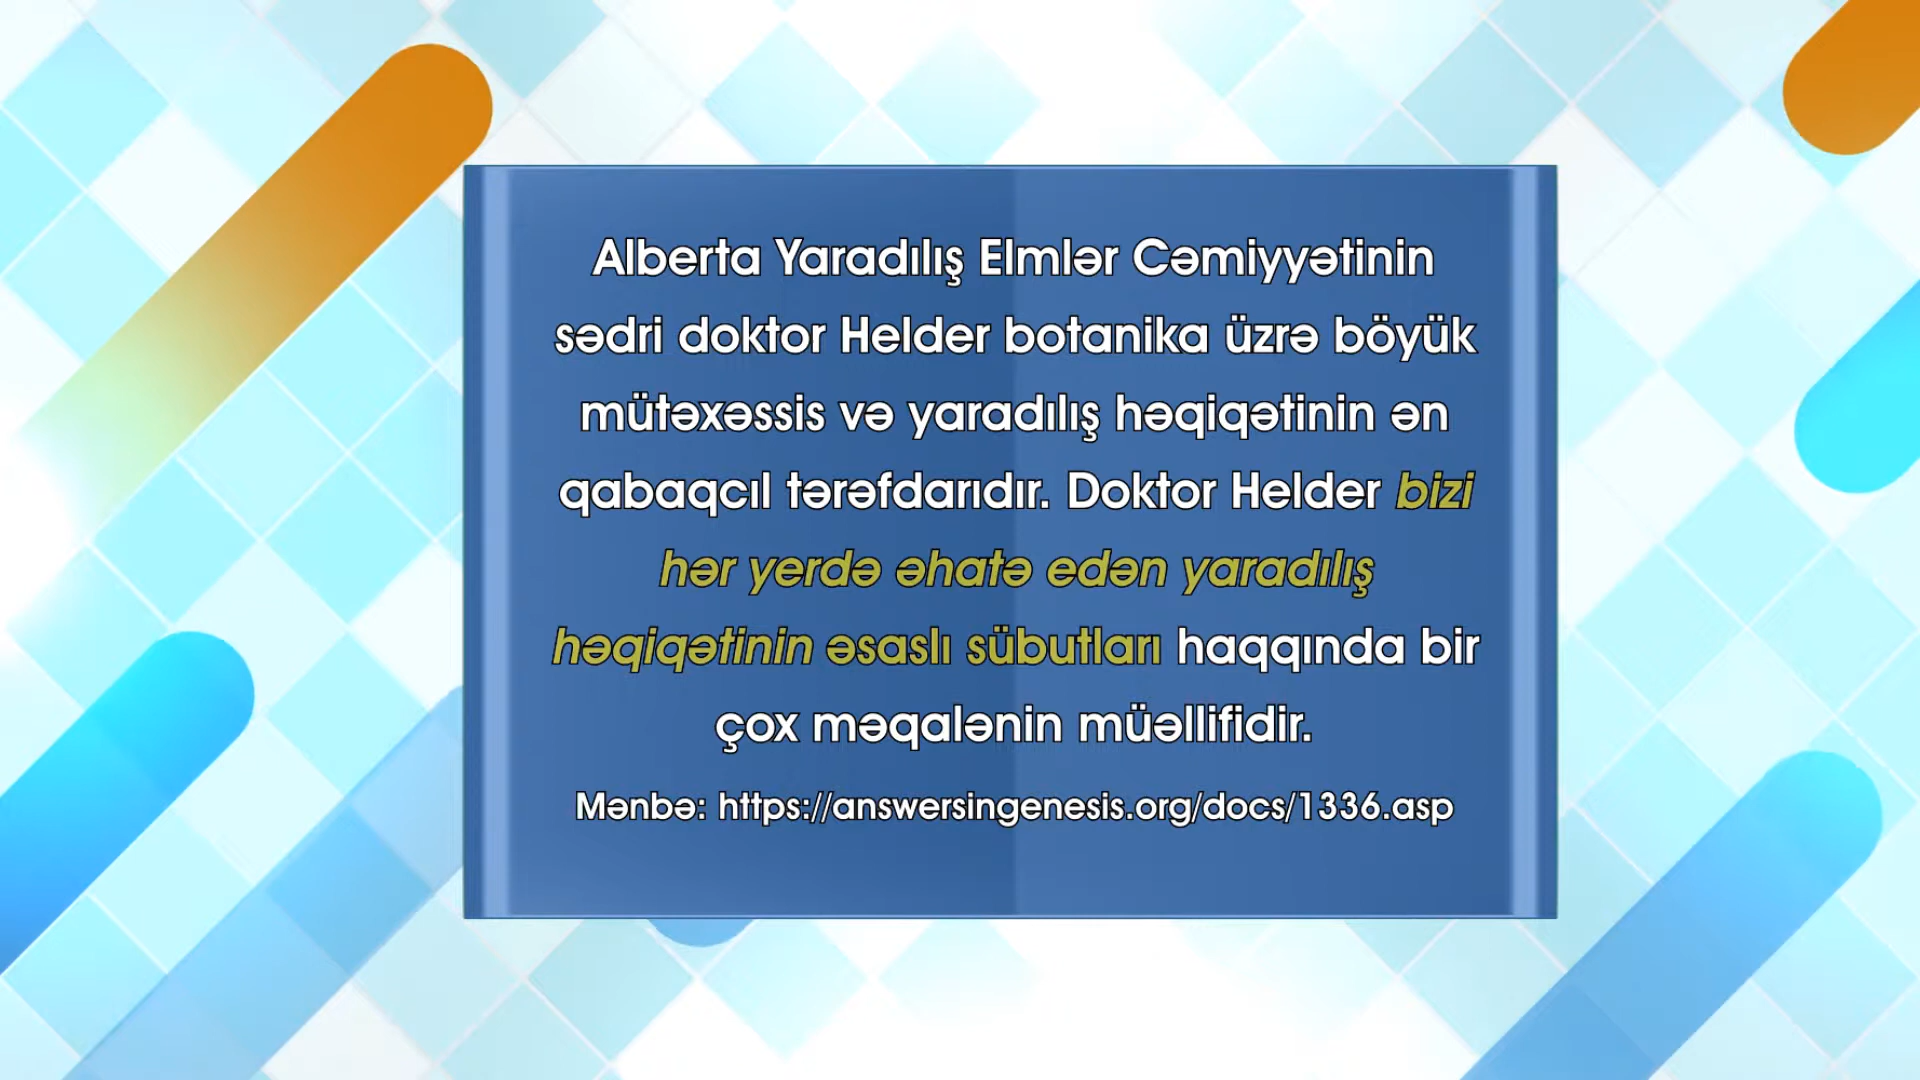 Alberta Yaradılış Elmlər Cəmiyyətinin
sədri doktor Helder botanika üzrə böyük
mütəxəssis və yaradılış həqiqətinin ən
qabaqcıl tərəfdarıdır. Doktor Helder bizi
hər yerdə əhatə edən yaradılış
həqiqətinin əsaslı sübutları haqqında bir
çox məqalənin müəllifidir.
Mənbə: https://answersingenesis.org/docs/1336.asp